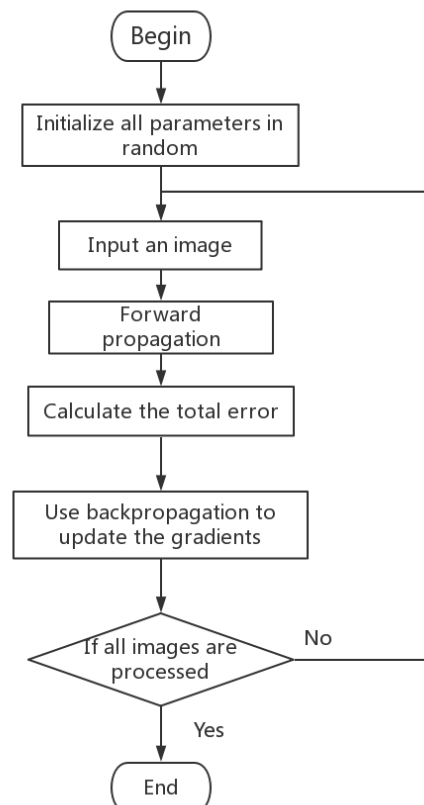 Begin
Initialize all parameters in
random
Input an image
Forward
propagation
Calculate the total error
Use backpropagation to
update the gradients
If all images are
processed
No
Yes
End